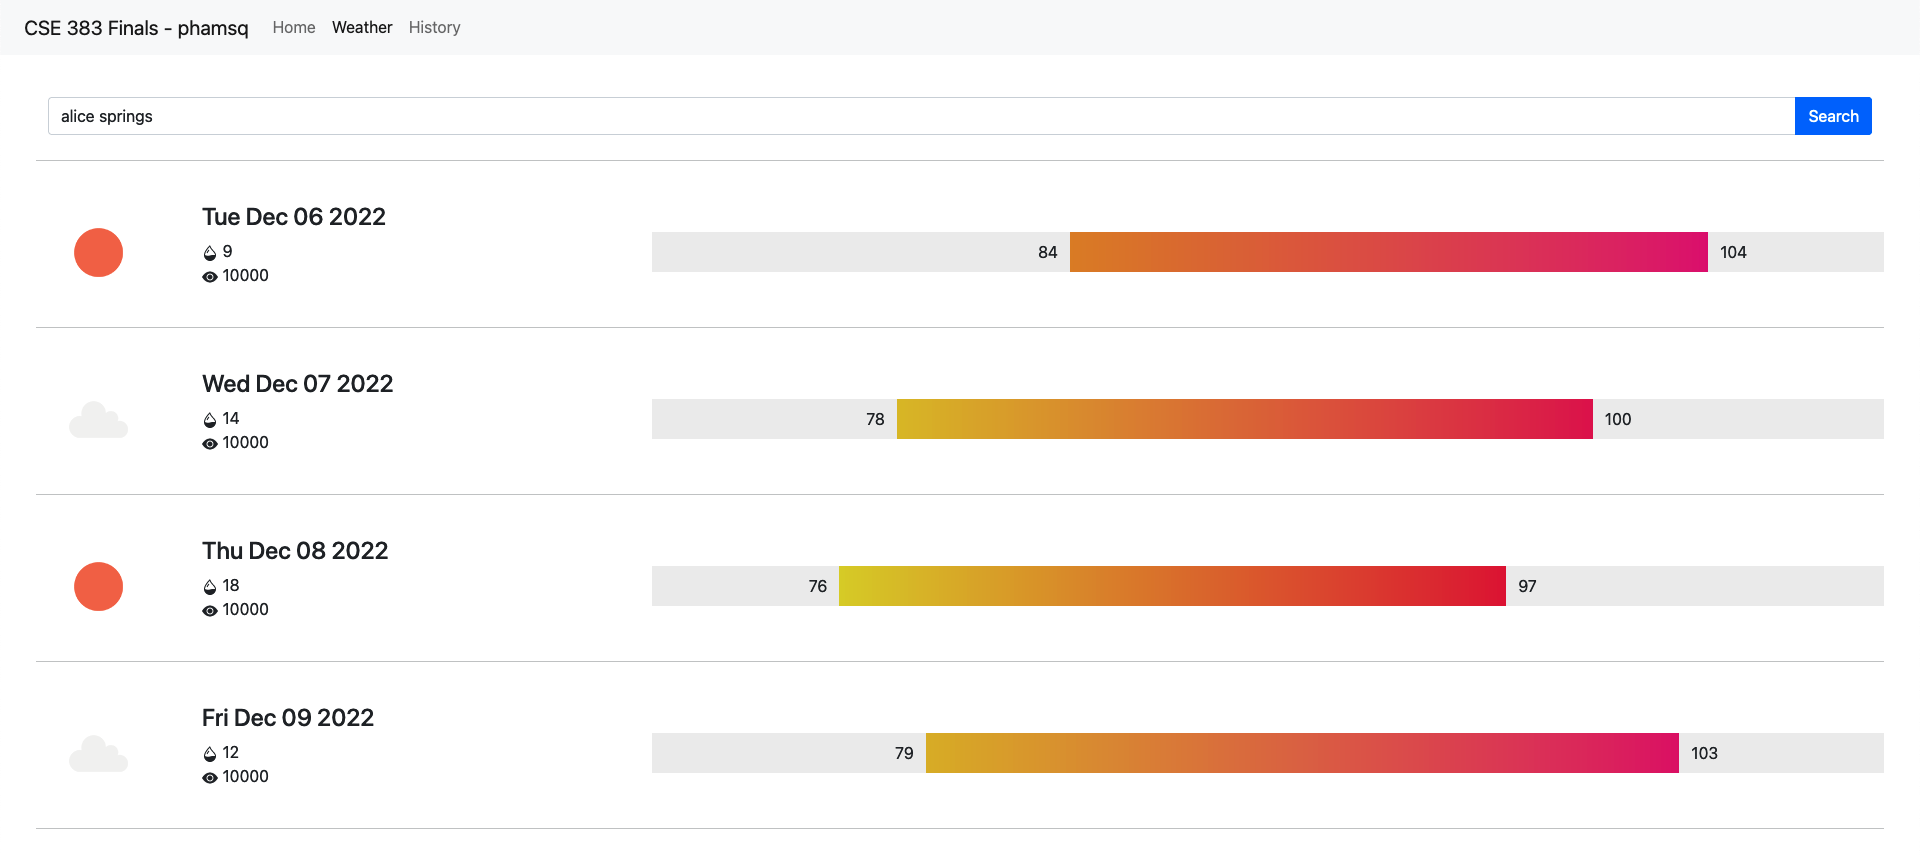 CSE 383 Finals - phamsq Home Weather History
alice springs Search
Tue Dec 06 2022
9
10000
84 104
Wed Dec 07 2022
14
10000
78 100
Thu Dec 08 2022
18
10000
76 97
Fri Dec 09 2022
12
10000
79 103